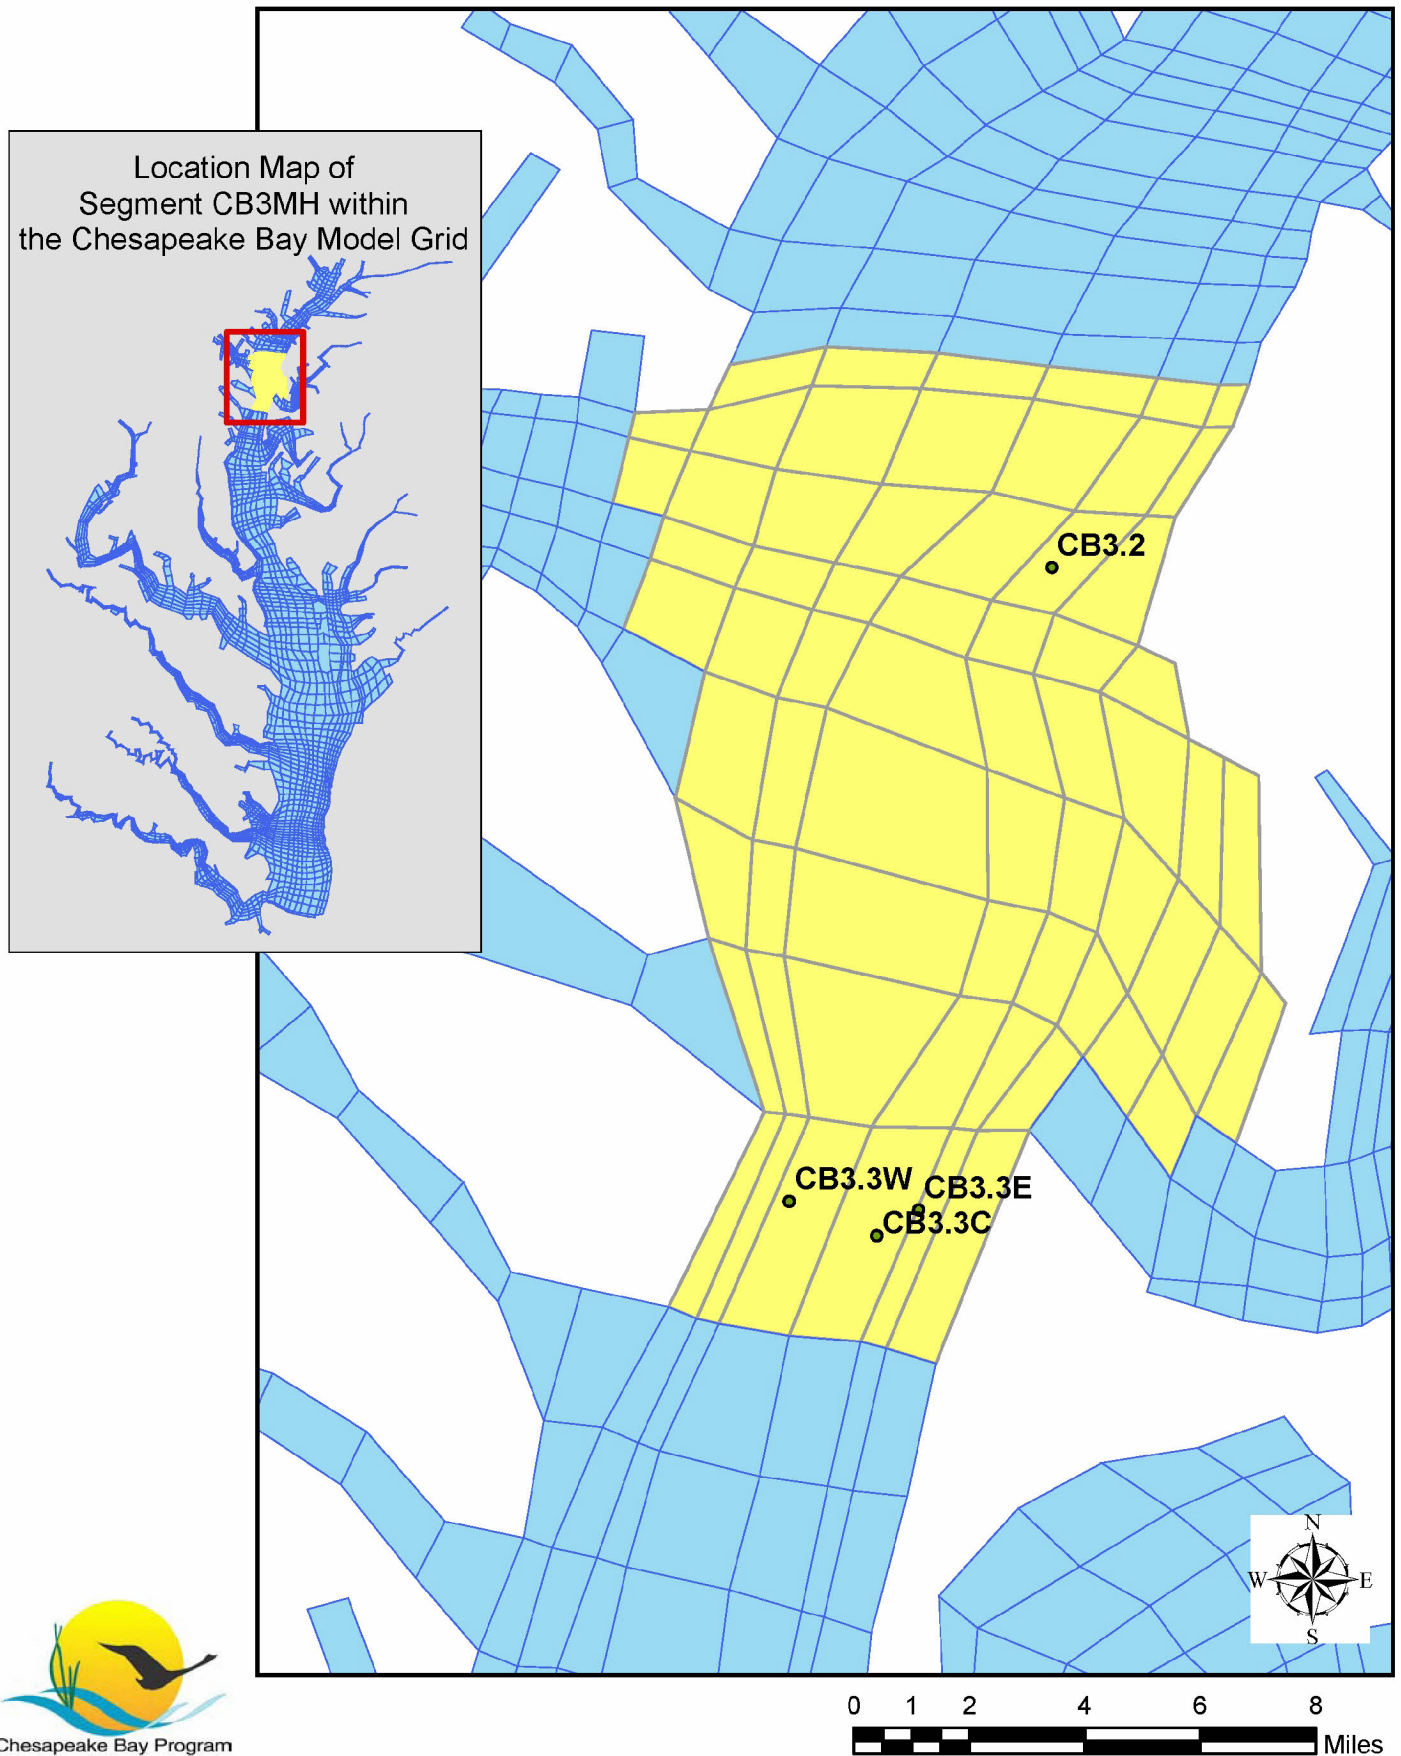 Location Map of
Segment CB3MH within
the Chesapeake Bay Model Grid
CB3.2
CB3.3W
CB3.3E
CB3.3C
N
W E
S
Chesapeake Bay Program
0 1 2 4 6 8
Miles